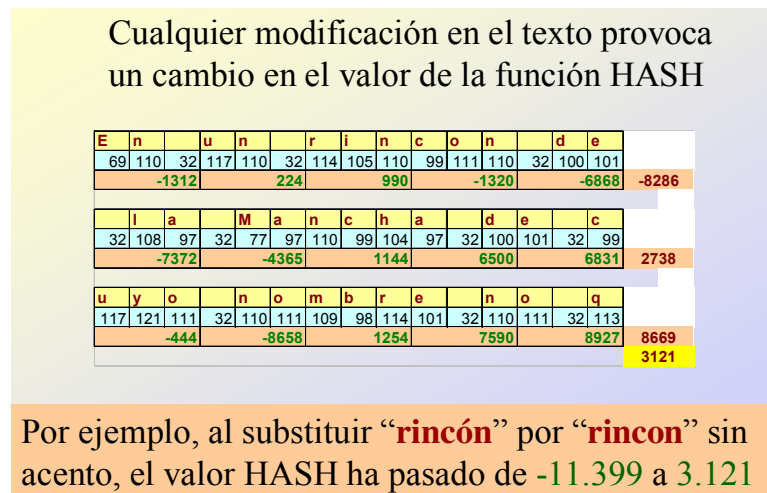 Cualquier modificación en el texto provoca
un cambio en el valor de la función HASH
E n u n r i n c o n d e
69 110 32 117 110 32 114 105 110 99 111 110 32 100 101
-1312 224 990 -1320 -6868 -8286
l a M a n c h a d e c
32 108 97 32 77 97 110 99 104 97 32 100 101 32 99
-7372 -4365 1144 6500 6831 2738
u y o n o m b r e n o q
117 121 111 32 110 111 109 98 114 101 32 110 111 32 113
-444 -8658 1254 7590 8927 8669
3121
Por ejemplo, al substituir “rincón” por “rincon” sin
acento, el valor HASH ha pasado de -11.399 a 3.121